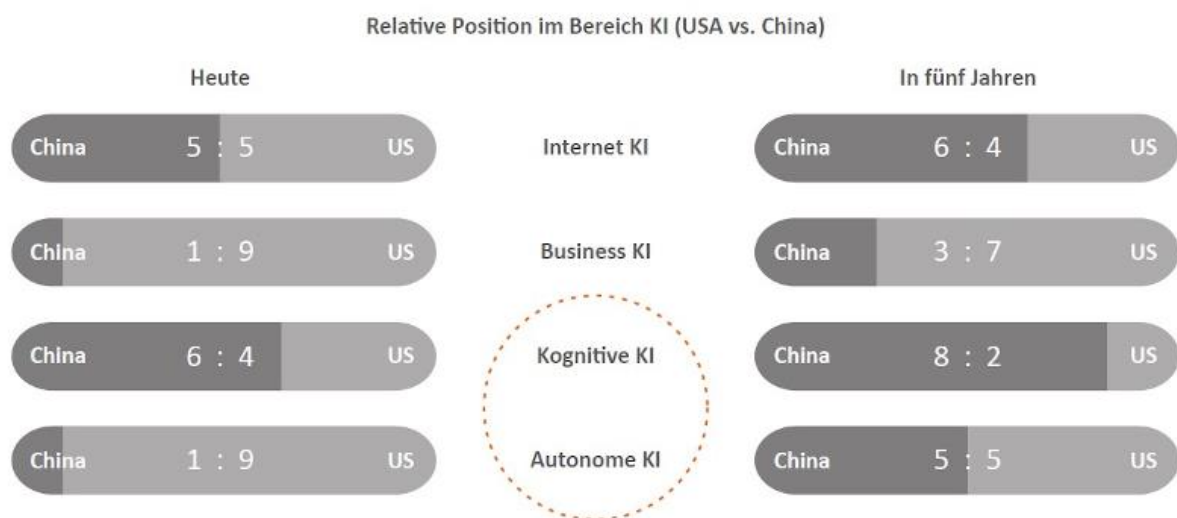 Relative Position im Bereich KI (USA vs. China)
Heute In fünf Jahren
China 5 : 5 US Internet KI China 6 : 4 US
China 1 : 9 US Business KI China 3 : 7 US
China 6 : 4 US Kognitive KI China 8 : 2 US
China 1 : 9 US Autonome KI China 5 : 5 US